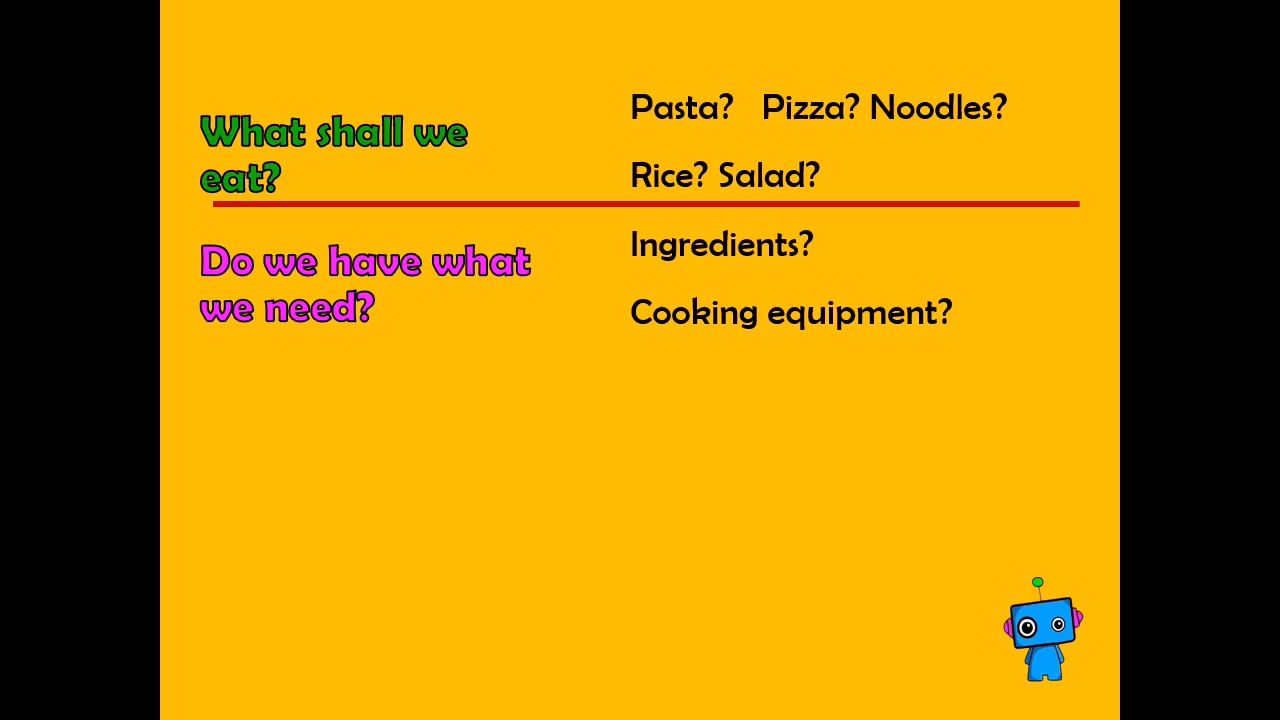 What shall we
eat?
Pasta? Pizza? Noodles?
Rice? Salad?
Do we have what
we need?
Ingredients?
Cooking equipment?